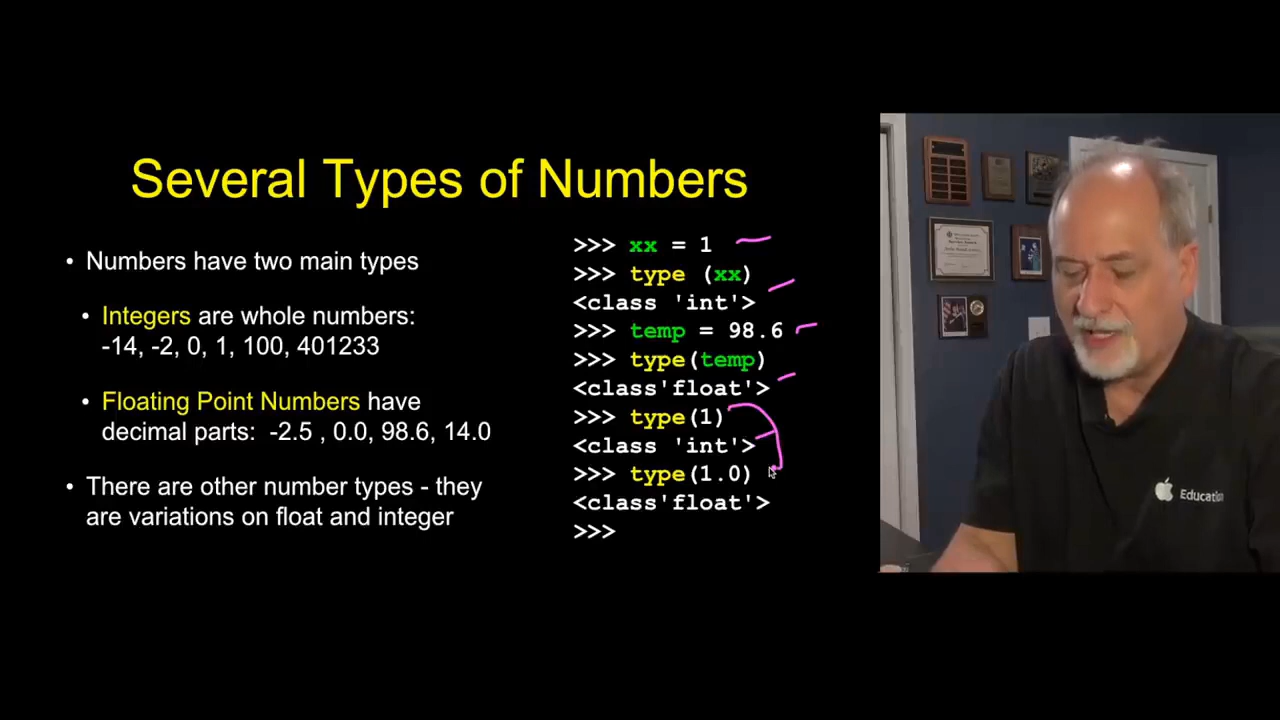 Several Types of Numbers
• Numbers have two main types
• Integers are whole numbers:
-14, -2, 0, 1, 100, 401233
• Floating Point Numbers have
decimal parts: -2.5 , 0.0, 98.6, 14.0
• There are other number types - they
are variations on float and integer
>>> xx = 1
>>> type (xx)
<class 'int'>
>>> temp = 98.6
>>> type(temp)
<class'float'>
>>> type(1)
<class 'int'>
>>> type(1.0)
<class'float'>
>>>
Education